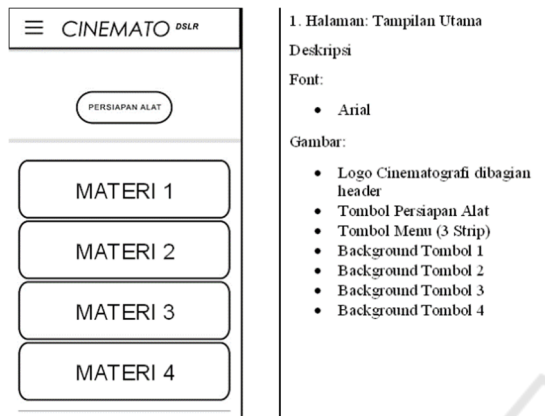 ☰ CINEMATO DSLR
PERSIAPAN ALAT
MATERI 1
MATERI 2
MATERI 3
MATERI 4
1. Halaman: Tampilan Utama
Deskripsi
Font:
• Arial
Gambar:
• Logo Cinematografi dibagian
header
• Tombol Persiapan Alat
• Tombol Menu (3 Strip)
• Background Tombol 1
• Background Tombol 2
• Background Tombol 3
• Background Tombol 4